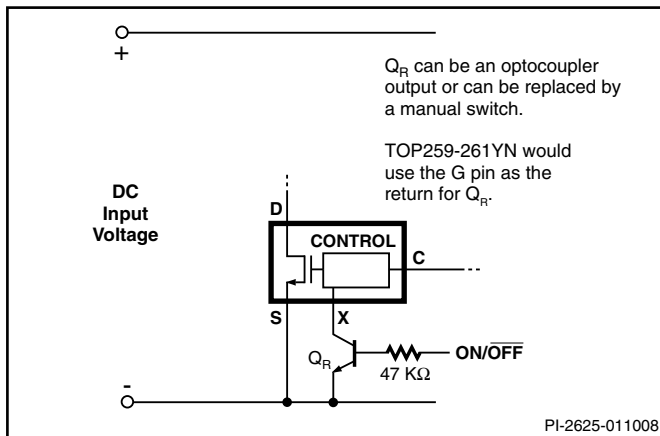 +
Q_R can be an optocoupler
output or can be replaced by
a manual switch.
TOP259-261YN would
use the G pin as the
return for Q_R.
DC
Input
Voltage
D
CONTROL
C
S
X
Q_R
ON/O̅F̅F̅
47 KΩ
-
PI-2625-011008